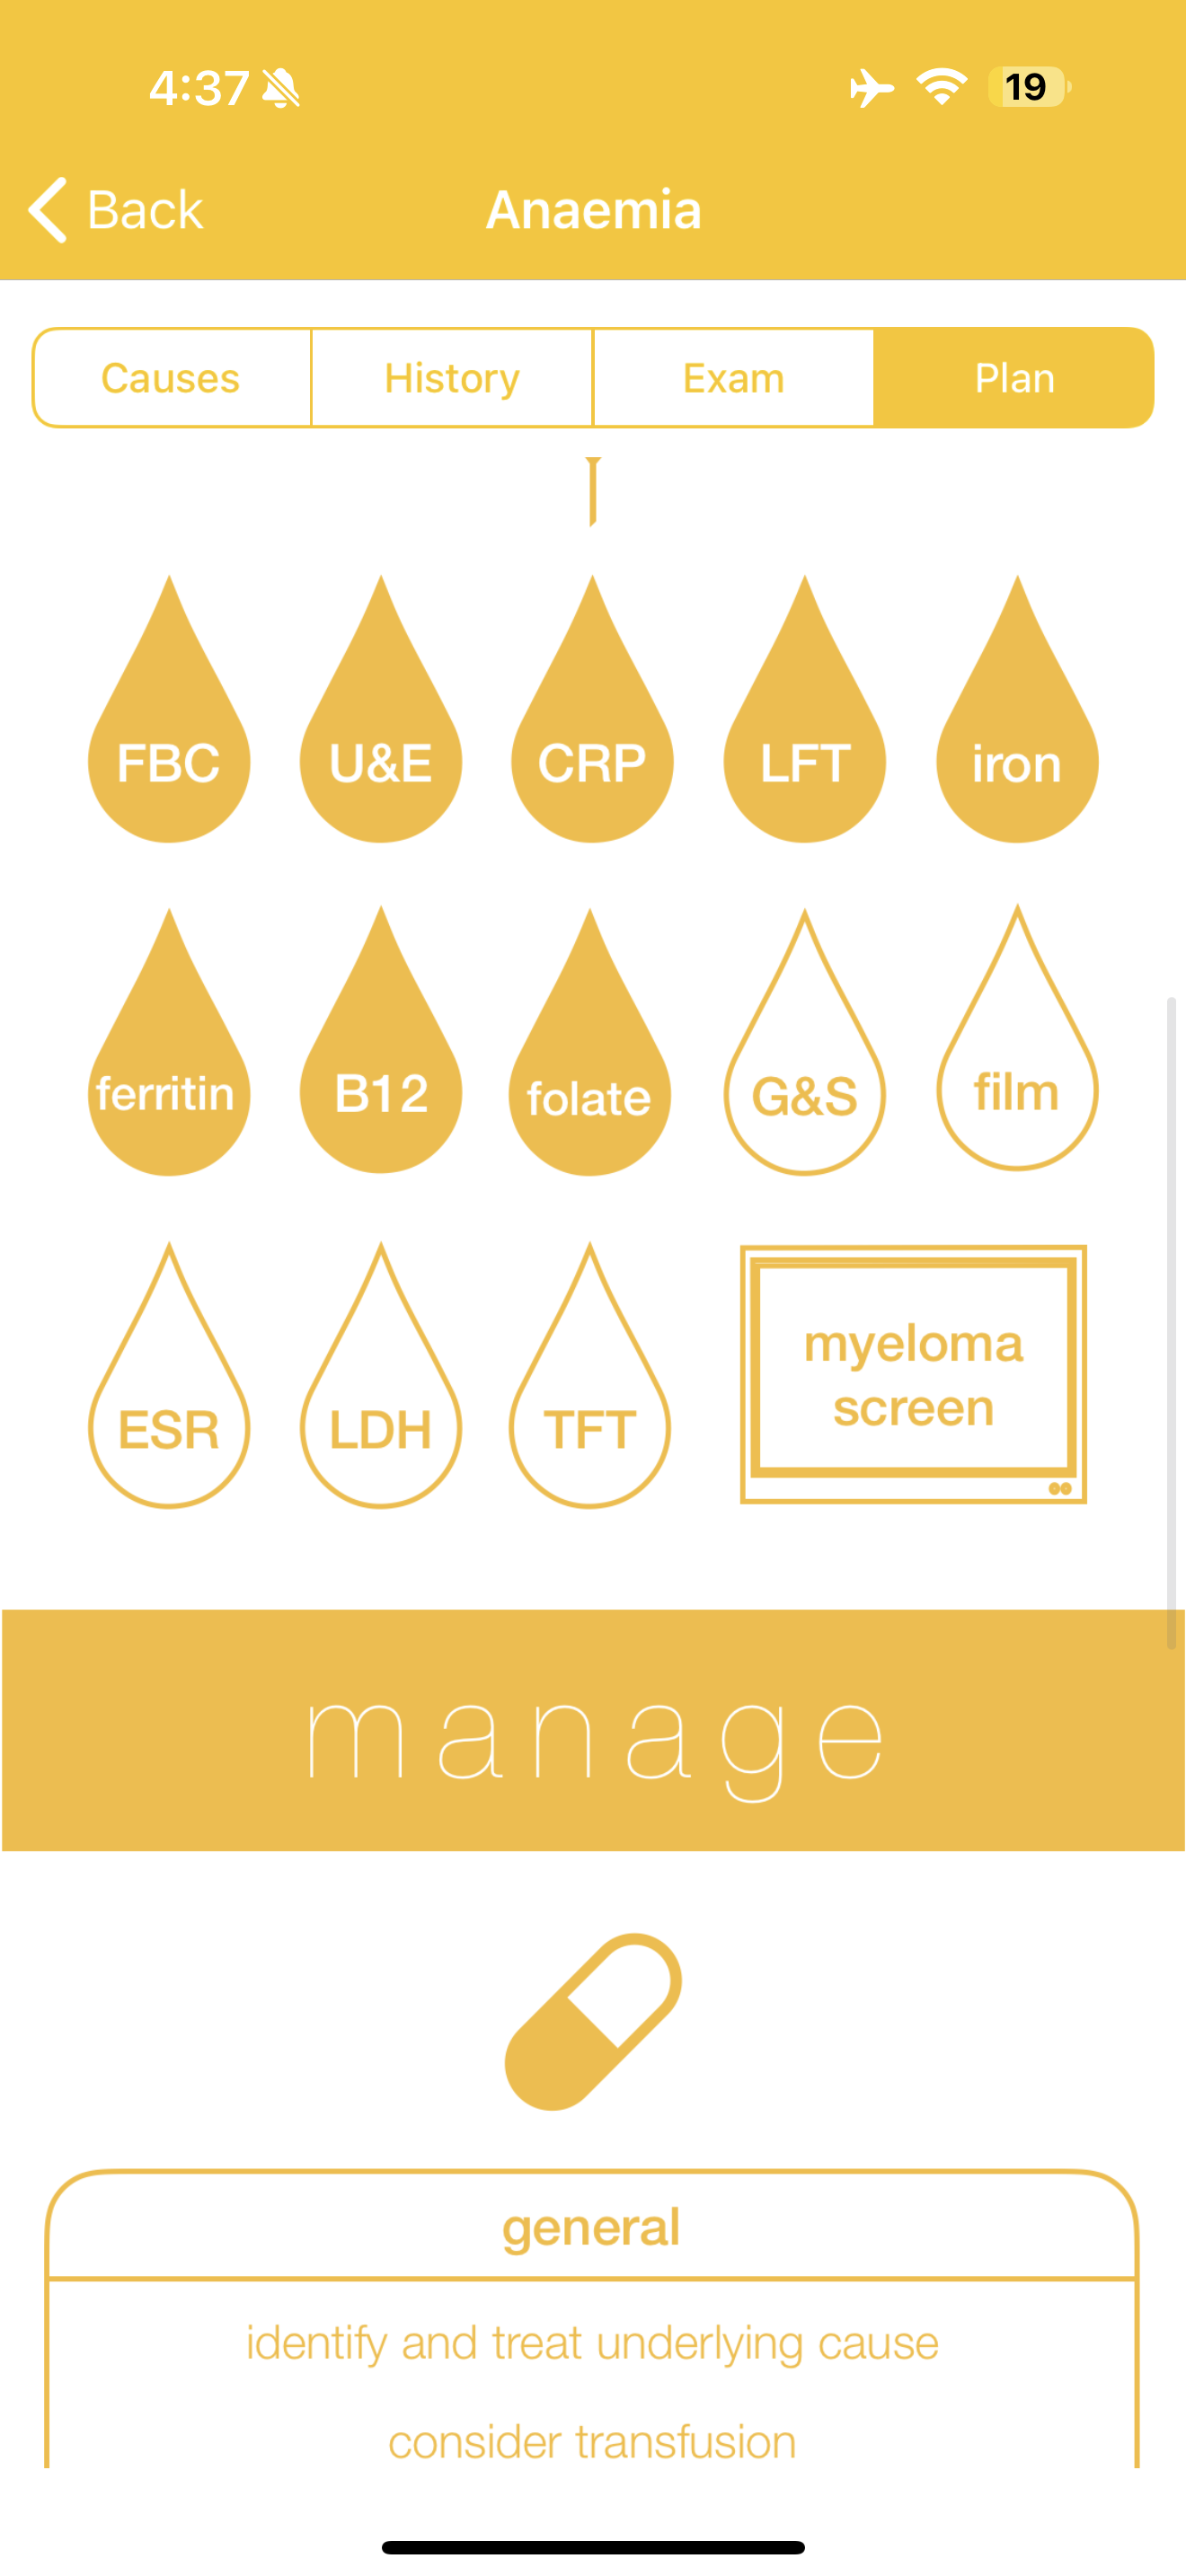 4:37
19
Back
Anaemia
Causes History Exam Plan
FBC U&E CRP LFT iron
ferritin B12 folate G&S film
ESR LDH TFT
myeloma
screen
manage
general
identify and treat underlying cause
consider transfusion